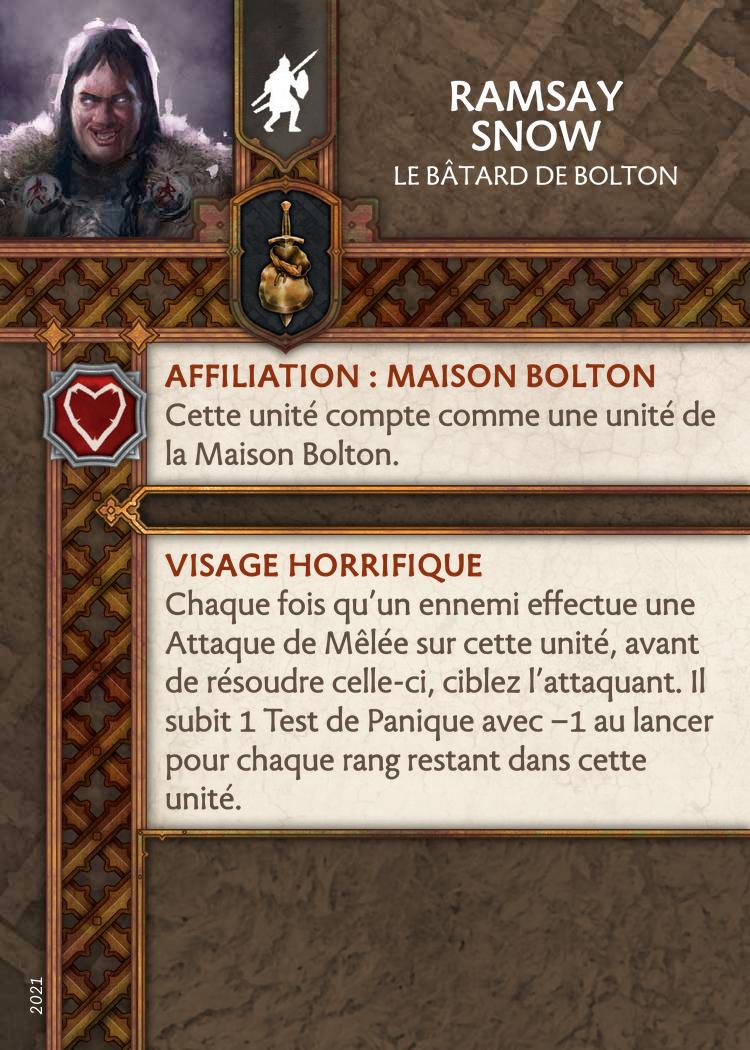 RAMSAY
SNOW
LE BÂTARD DE BOLTON
AFFILIATION : MAISON BOLTON
Cette unité compte comme une unité de
la Maison Bolton.
VISAGE HORRIFIQUE
Chaque fois qu’un ennemi effectue une
Attaque de Mêlée sur cette unité, avant
de résoudre celle-ci, ciblez l’attaquant. Il
subit 1 Test de Panique avec –1 au lancer
pour chaque rang restant dans cette
unité.
2021